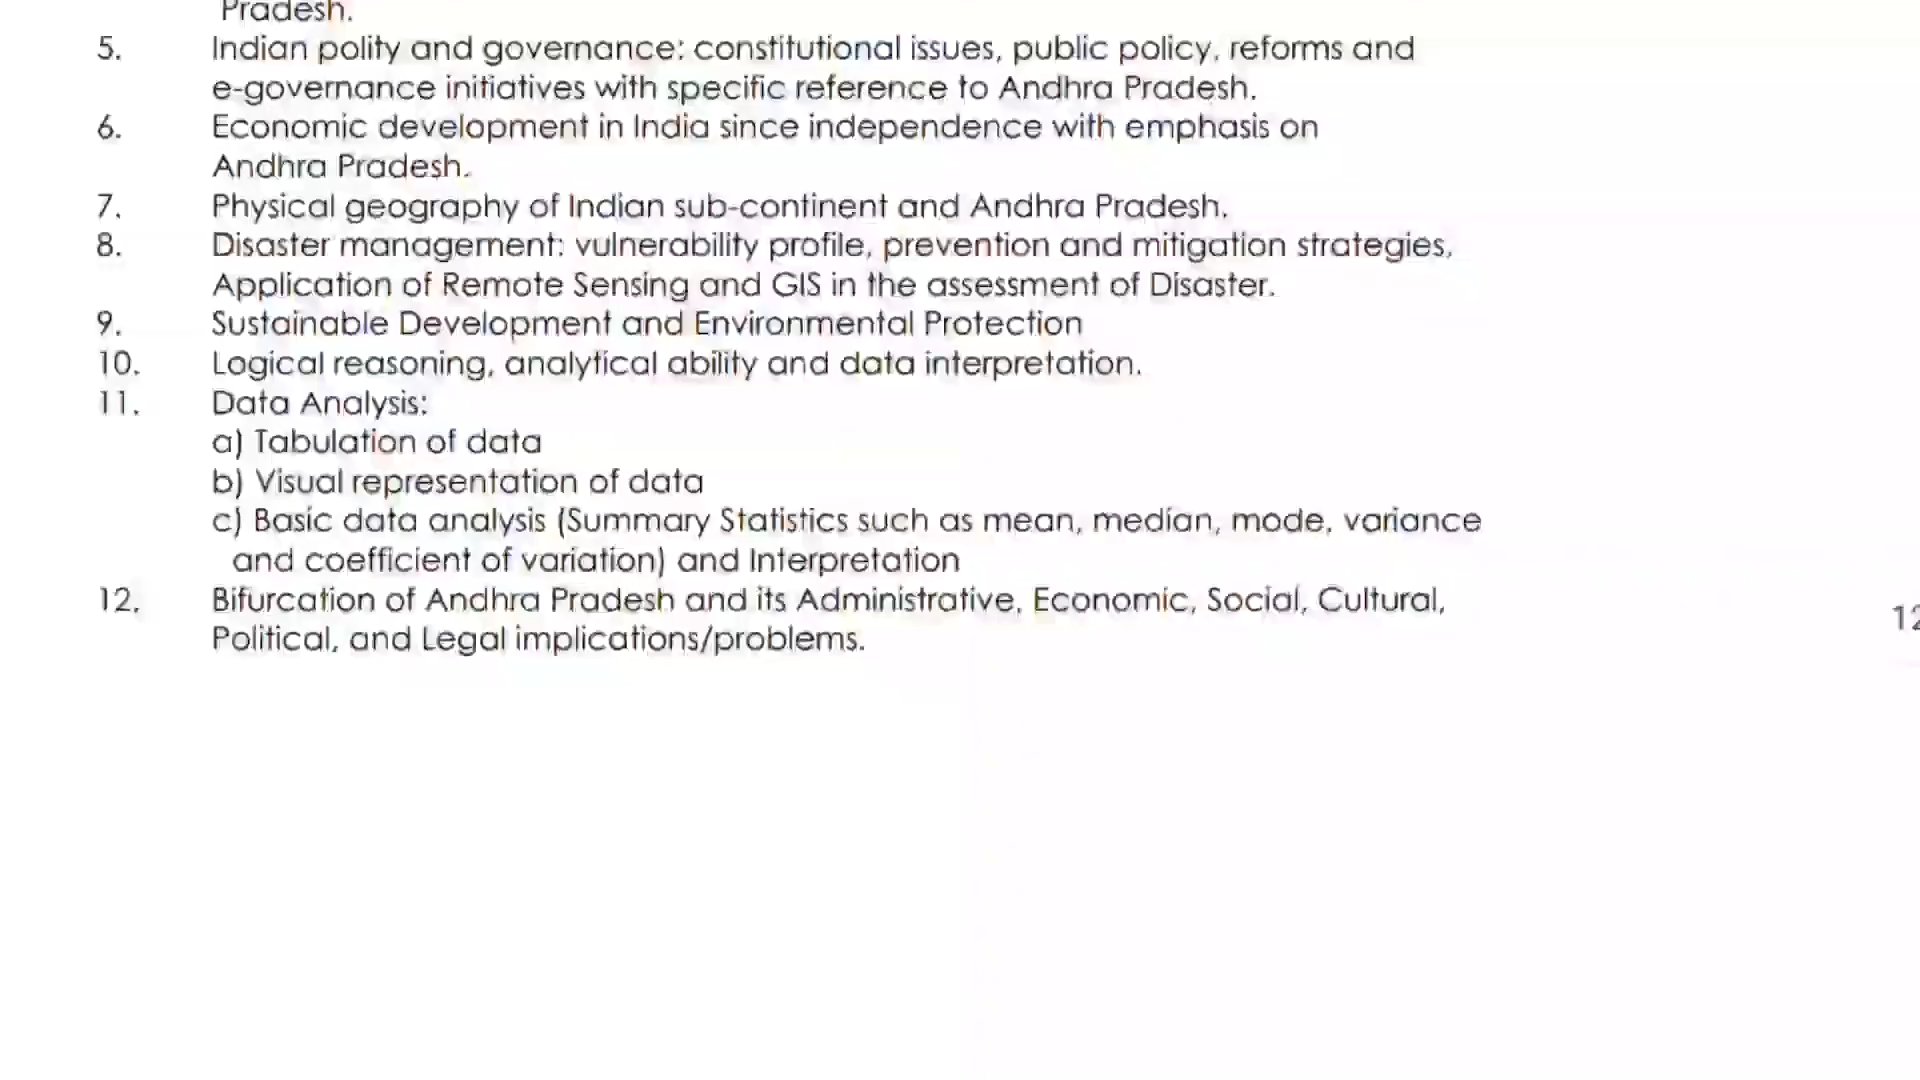 Pradesh.
5. Indian polity and governance: constitutional issues, public policy, reforms and
e-governance initiatives with specific reference to Andhra Pradesh.
6. Economic development in India since independence with emphasis on
Andhra Pradesh.
7. Physical geography of Indian sub-continent and Andhra Pradesh.
8. Disaster management: vulnerability profile, prevention and mitigation strategies,
Application of Remote Sensing and GIS in the assessment of Disaster.
9. Sustainable Development and Environmental Protection
10. Logical reasoning, analytical ability and data interpretation.
11. Data Analysis:
a) Tabulation of data
b) Visual representation of data
c) Basic data analysis (Summary Statistics such as mean, median, mode, variance
and coefficient of variation) and Interpretation
12. Bifurcation of Andhra Pradesh and its Administrative, Economic, Social, Cultural,
Political, and Legal implications/problems.
12